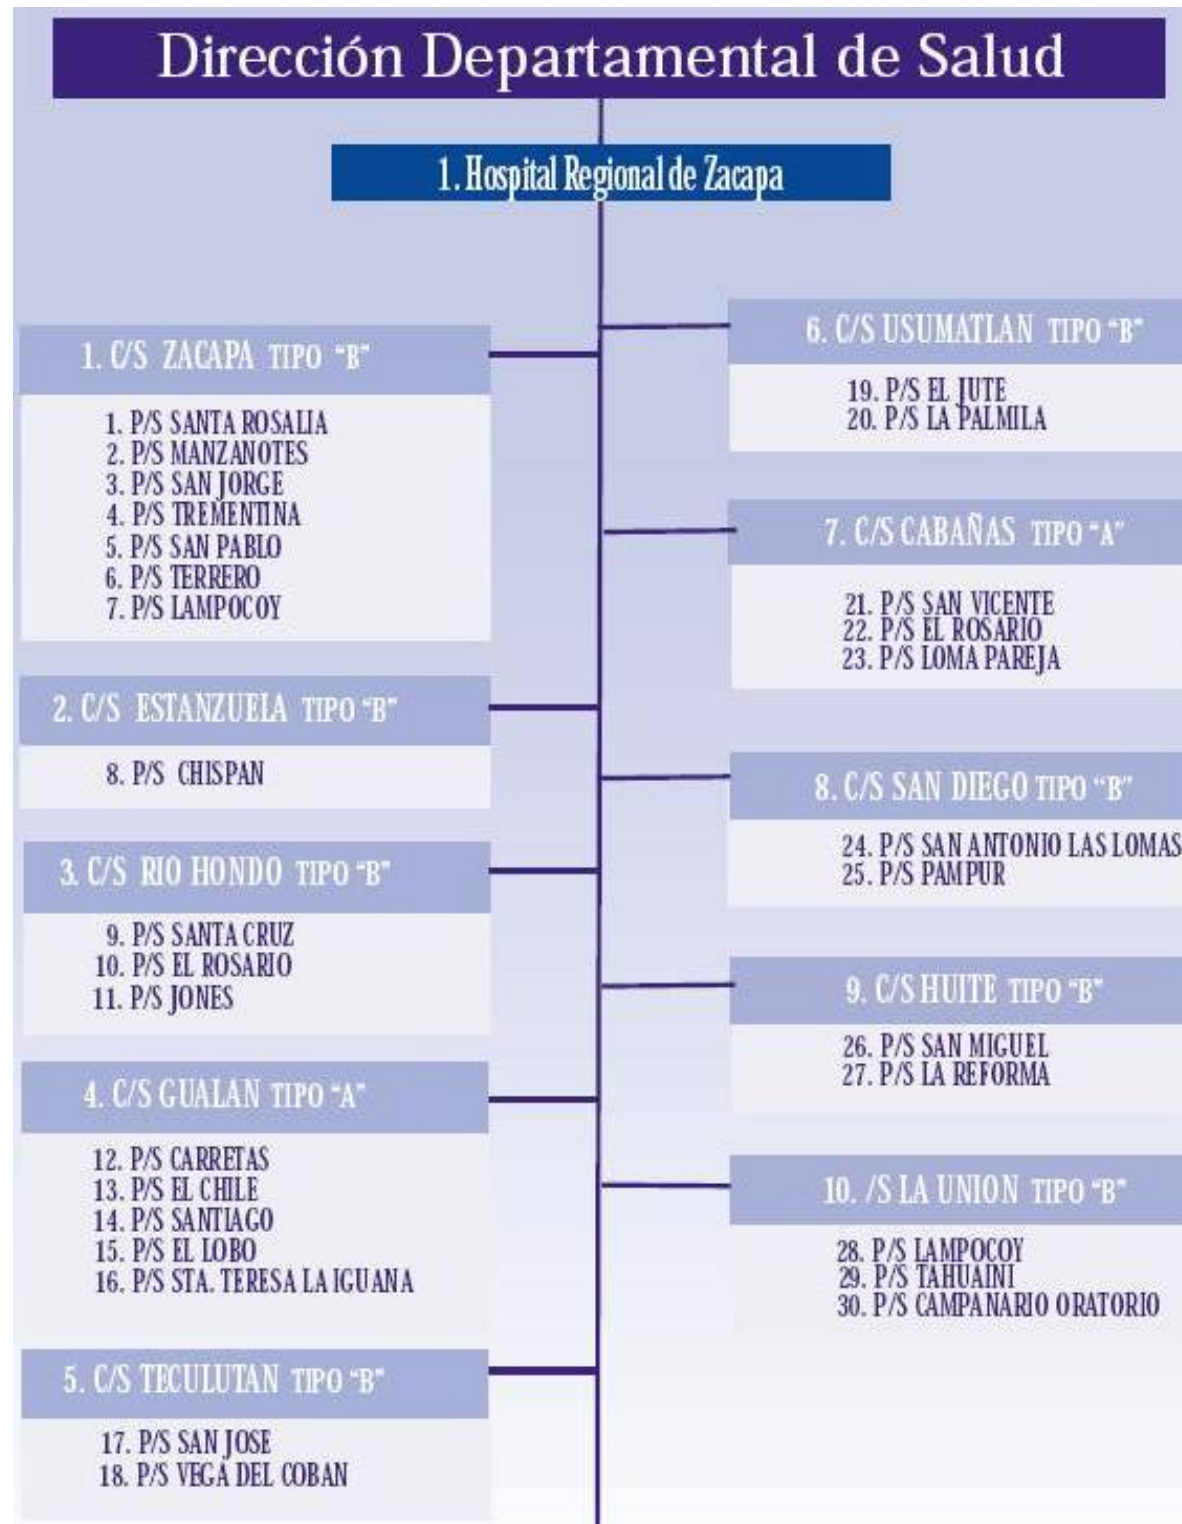 Dirección Departamental de Salud
1. Hospital Regional de Zacapa
1. C/S ZACAPA TIPO "B"
1. P/S SANTA ROSALIA
2. P/S MANZANOTES
3. P/S SAN JORGE
4. P/S TREMENTINA
5. P/S SAN PABLO
6. P/S TERRERO
7. P/S LAMPOCOY
2. C/S ESTANZUELA TIPO "B"
8. P/S CHISPAN
3. C/S RIO HONDO TIPO "B"
9. P/S SANTA CRUZ
10. P/S EL ROSARIO
11. P/S JONES
4. C/S GUALAN TIPO "A"
12. P/S CARRETAS
13. P/S EL CHILE
14. P/S SANTIAGO
15. P/S EL LOBO
16. P/S STA. TERESA LA IGUANA
5. C/S TECULUTAN TIPO "B"
17. P/S SAN JOSE
18. P/S VEGA DEL COBAN
6. C/S USUMATLAN TIPO "B"
19. P/S EL JUTE
20. P/S LA PALMILA
7. C/S CABAÑAS TIPO "A"
21. P/S SAN VICENTE
22. P/S EL ROSARIO
23. P/S LOMA PAREJA
8. C/S SAN DIEGO TIPO "B"
24. P/S SAN ANTONIO LAS LOMAS
25. P/S PAMPUR
9. C/S HUITE TIPO "B"
26. P/S SAN MIGUEL
27. P/S LA REFORMA
10. /S LA UNION TIPO "B"
28. P/S LAMPOCOY
29. P/S TAHUAINI
30. P/S CAMPANARIO ORATORIO